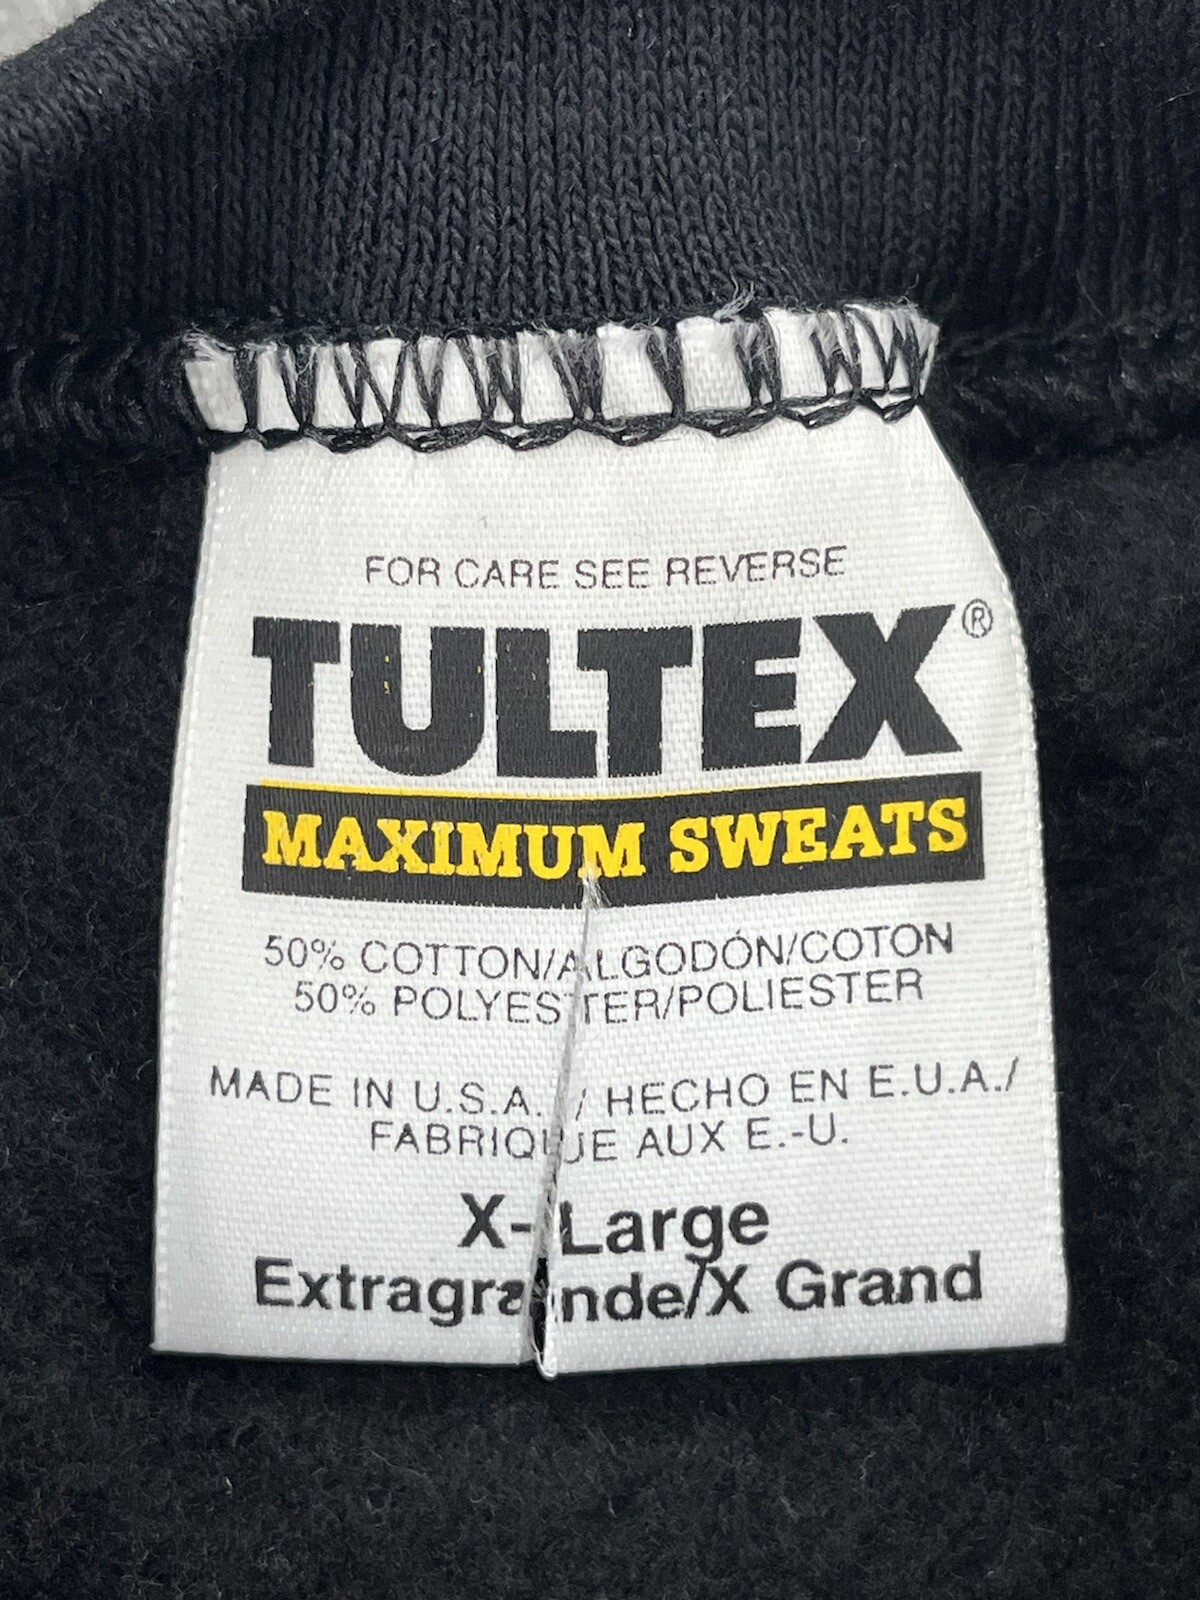 FOR CARE SEE REVERSE
TULTEX®
MAXIMUM SWEATS
50% COTTON/ALGODÓN/COTON
50% POLYESTER/POLIESTER
MADE IN U.S.A. / HECHO EN E.U.A./
FABRIQUE AUX E.-U.
X-Large
Extragrande/X Grand